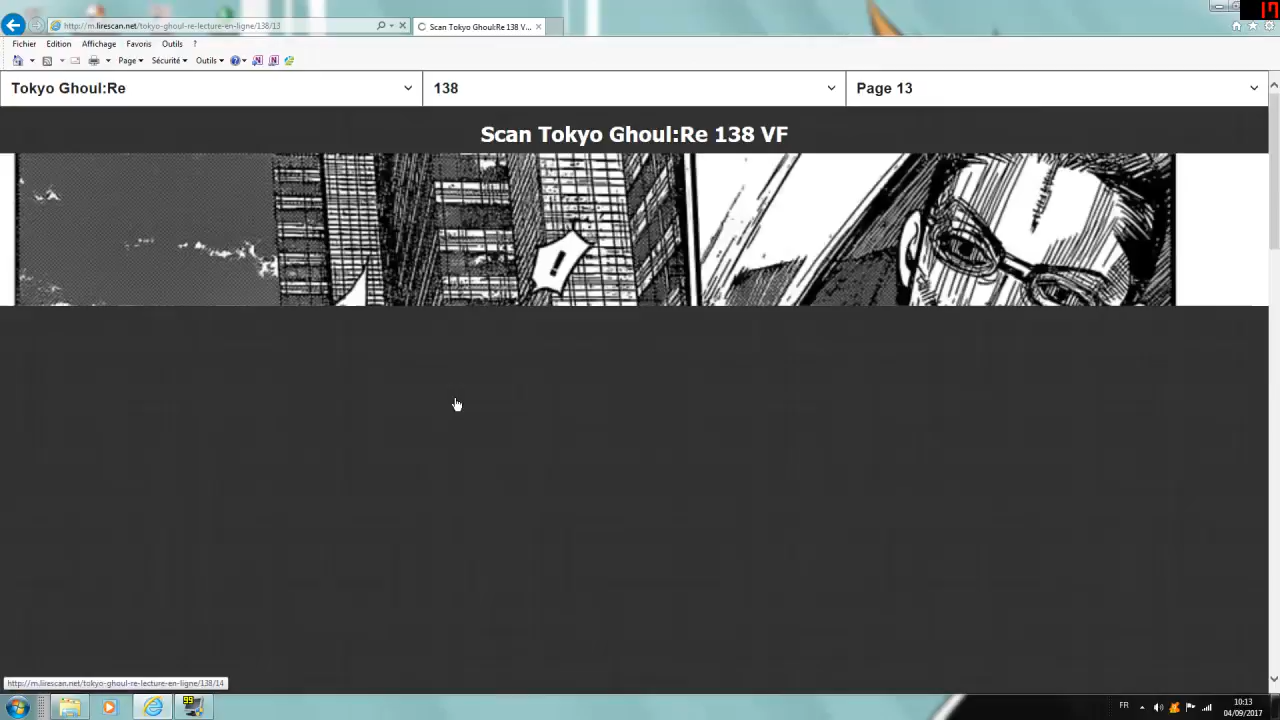 17
http://m.lirescan.net/tokyo-ghoul-re-lecture-en-ligne/138/13
Scan Tokyo Ghoul:Re 138 V...
Fichier Edition Affichage Favoris Outils ?
Page Sécurité Outils
Tokyo Ghoul:Re 138 Page 13
Scan Tokyo Ghoul:Re 138 VF
!
http://m.lirescan.net/tokyo-ghoul-re-lecture-en-ligne/138/14
99
FR
10:13
04/09/2017